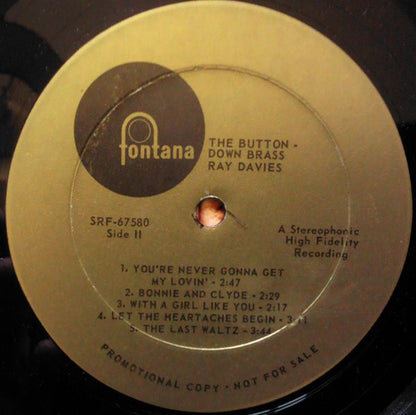 fontana
THE BUTTON -
DOWN BRASS
RAY DAVIES
SRF-67580
Side II
A Stereophonic
High Fidelity
Recording
1. YOU'RE NEVER GONNA GET
MY LOVIN' - 2:47
2. BONNIE AND CLYDE - 2:29
3. WITH A GIRL LIKE YOU - 2:17
4. LET THE HEARTACHES BEGIN -
5. THE LAST WALTZ - 3:44
PROMOTIONAL COPY - NOT FOR SALE